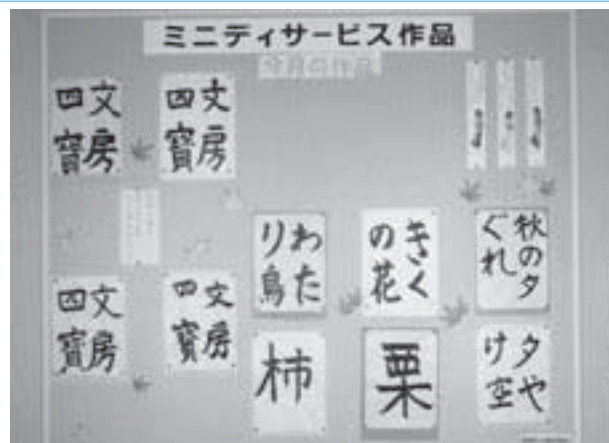 ミニデイサービス作品
今月の作品
文房
四寶
文房
四寶
文房
四寶
文房
四寶
わた
り鳥
きく
の花
秋の夕
ぐれ
柿
栗
夕や
け空